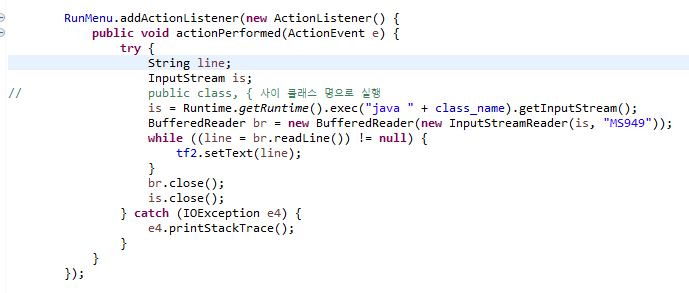 RunMenu.addActionListener(new ActionListener() {
public void actionPerformed(ActionEvent e) {
try {
String line;
InputStream is;
// public class, { 사이 클래스 명으로 실행
is = Runtime.getRuntime().exec("java " + class_name).getInputStream();
BufferedReader br = new BufferedReader(new InputStreamReader(is, "MS949"));
while ((line = br.readLine()) != null) {
tf2.setText(line);
}
br.close();
is.close();
} catch (IOException e4) {
e4.printStackTrace();
}
}
});